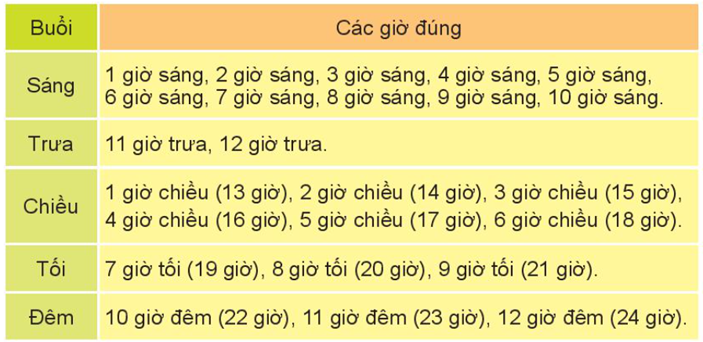 Buổi
Các giờ đúng
Sáng
1 giờ sáng, 2 giờ sáng, 3 giờ sáng, 4 giờ sáng, 5 giờ sáng,
6 giờ sáng, 7 giờ sáng, 8 giờ sáng, 9 giờ sáng, 10 giờ sáng.
Trưa
11 giờ trưa, 12 giờ trưa.
Chiều
1 giờ chiều (13 giờ), 2 giờ chiều (14 giờ), 3 giờ chiều (15 giờ),
4 giờ chiều (16 giờ), 5 giờ chiều (17 giờ), 6 giờ chiều (18 giờ).
Tối
7 giờ tối (19 giờ), 8 giờ tối (20 giờ), 9 giờ tối (21 giờ).
Đêm
10 giờ đêm (22 giờ), 11 giờ đêm (23 giờ), 12 giờ đêm (24 giờ).